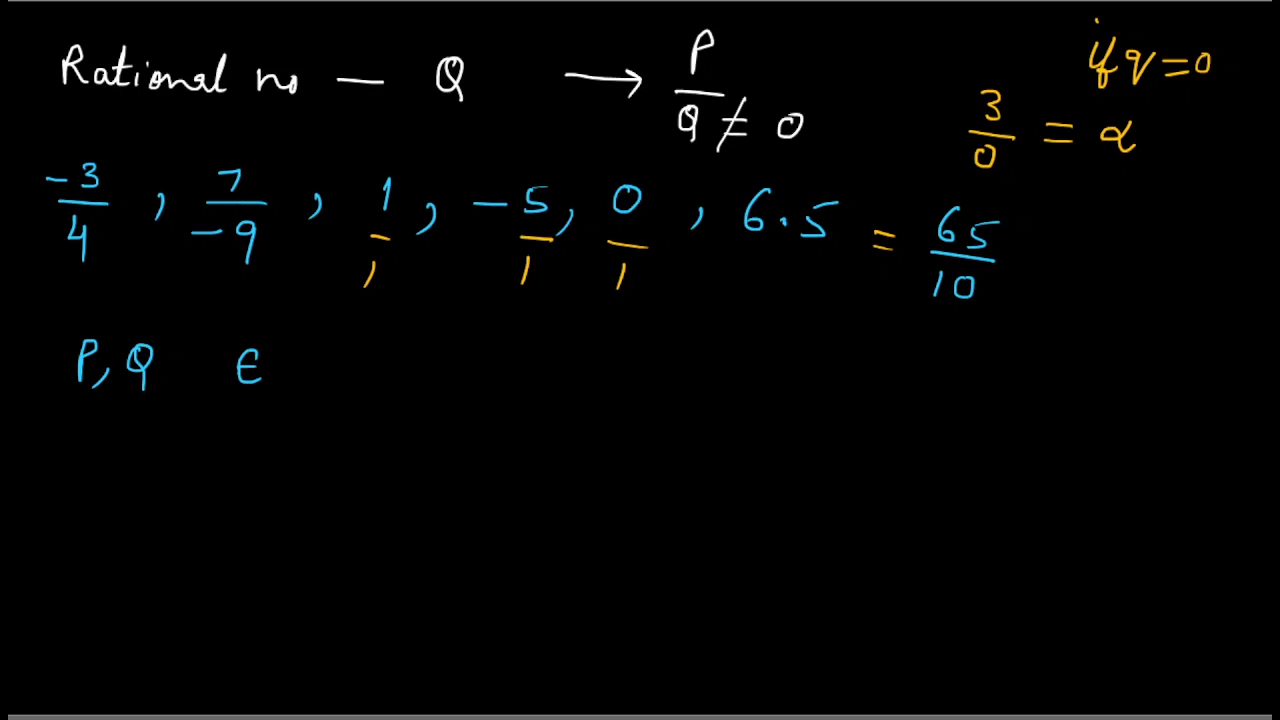 Rational no — Q → P/Q ≠ 0
if q = 0
3/0 = α
-3/4 , 7/-9 , 1/1 , -5/1 , 0/1 , 6.5 = 65/10
P, Q ∈